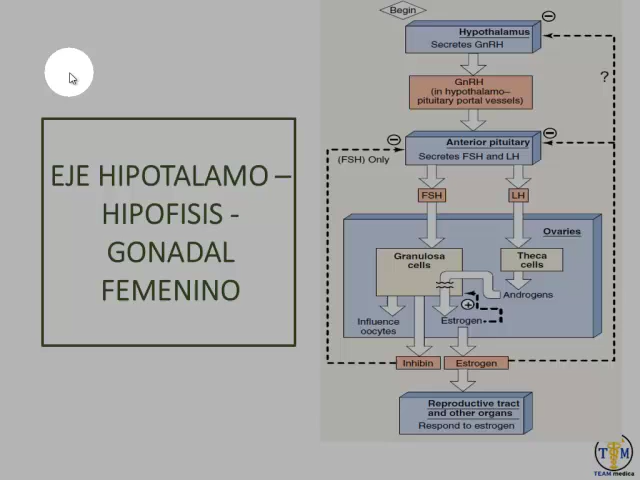 EJE HIPOTALAMO –
HIPOFISIS -
GONADAL
FEMENINO
Begin
Hypothalamus
Secretes GnRH
GnRH
(in hypothalamo–
pituitary portal vessels)
?
Anterior pituitary
Secretes FSH and LH
(FSH) Only
FSH
LH
Ovaries
Granulosa
cells
Theca
cells
Androgens
Influence
oocytes
Estrogen
Inhibin
Estrogen
Reproductive tract
and other organs
Respond to estrogen
T M
TEAM medica